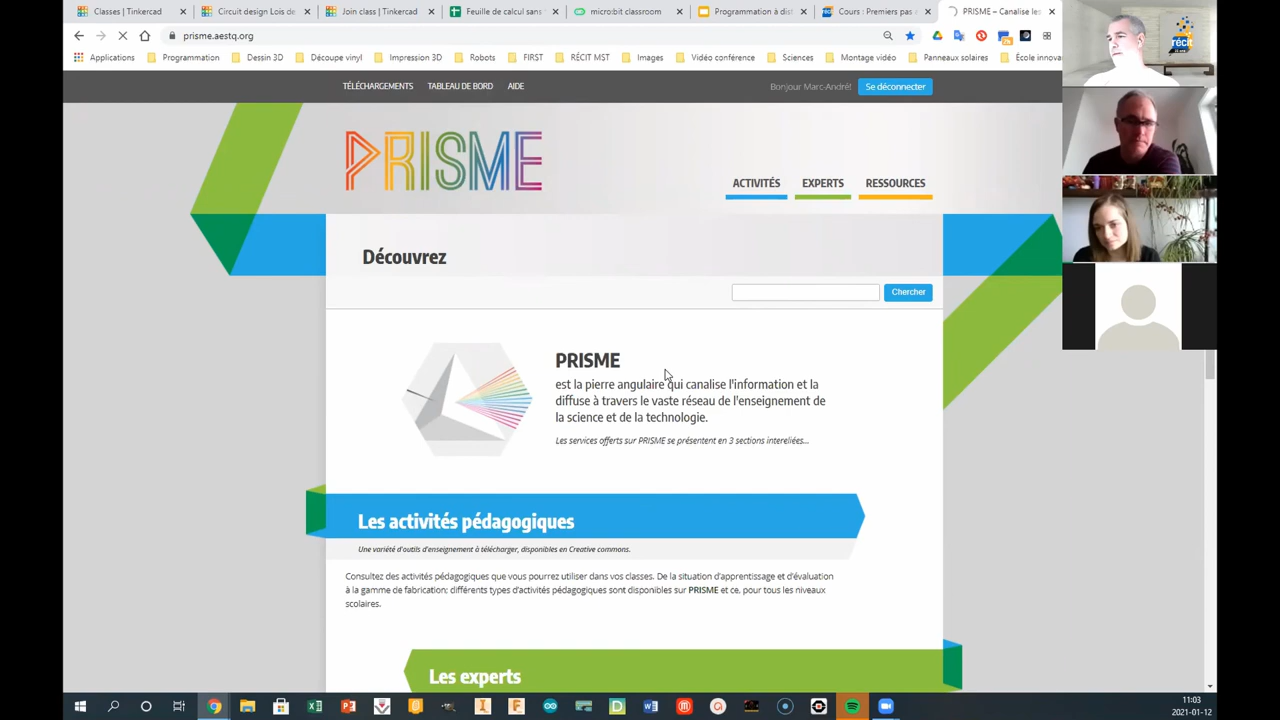 Classes | Tinkercad
Circuit design Lois de
Join class | Tinkercad
Feuille de calcul sans
micro:bit classroom
Programmation à dist
Cours : Premiers pas
PRISME – Canalise les
prisme.aestq.org
Applications
Programmation
Dessin 3D
Découpe vinyl
Impression 3D
Robots
FIRST
RÉCIT MST
Images
Vidéo conférence
Sciences
Montage vidéo
Panneaux solaires
École innova
récit
TÉLÉCHARGEMENTS
TABLEAU DE BORD
AIDE
Bonjour Marc-André!
Se déconnecter
PRISME
ACTIVITÉS
EXPERTS
RESSOURCES
Découvrez
Chercher
PRISME
est la pierre angulaire qui canalise l'information et la
diffuse à travers le vaste réseau de l'enseignement de
la science et de la technologie.
Les services offerts sur PRISME se présentent en 3 sections intereliées...
Les activités pédagogiques
Une variété d'outils d'enseignement à télécharger, disponibles en Creative commons.
Consultez des activités pédagogiques que vous pourrez utiliser dans vos classes. De la situation d'apprentissage et d'évaluation
à la gamme de fabrication: différents types d'activités pédagogiques sont disponibles sur PRISME et ce, pour tous les niveaux
scolaires.
Les experts
11:03
2021-01-12